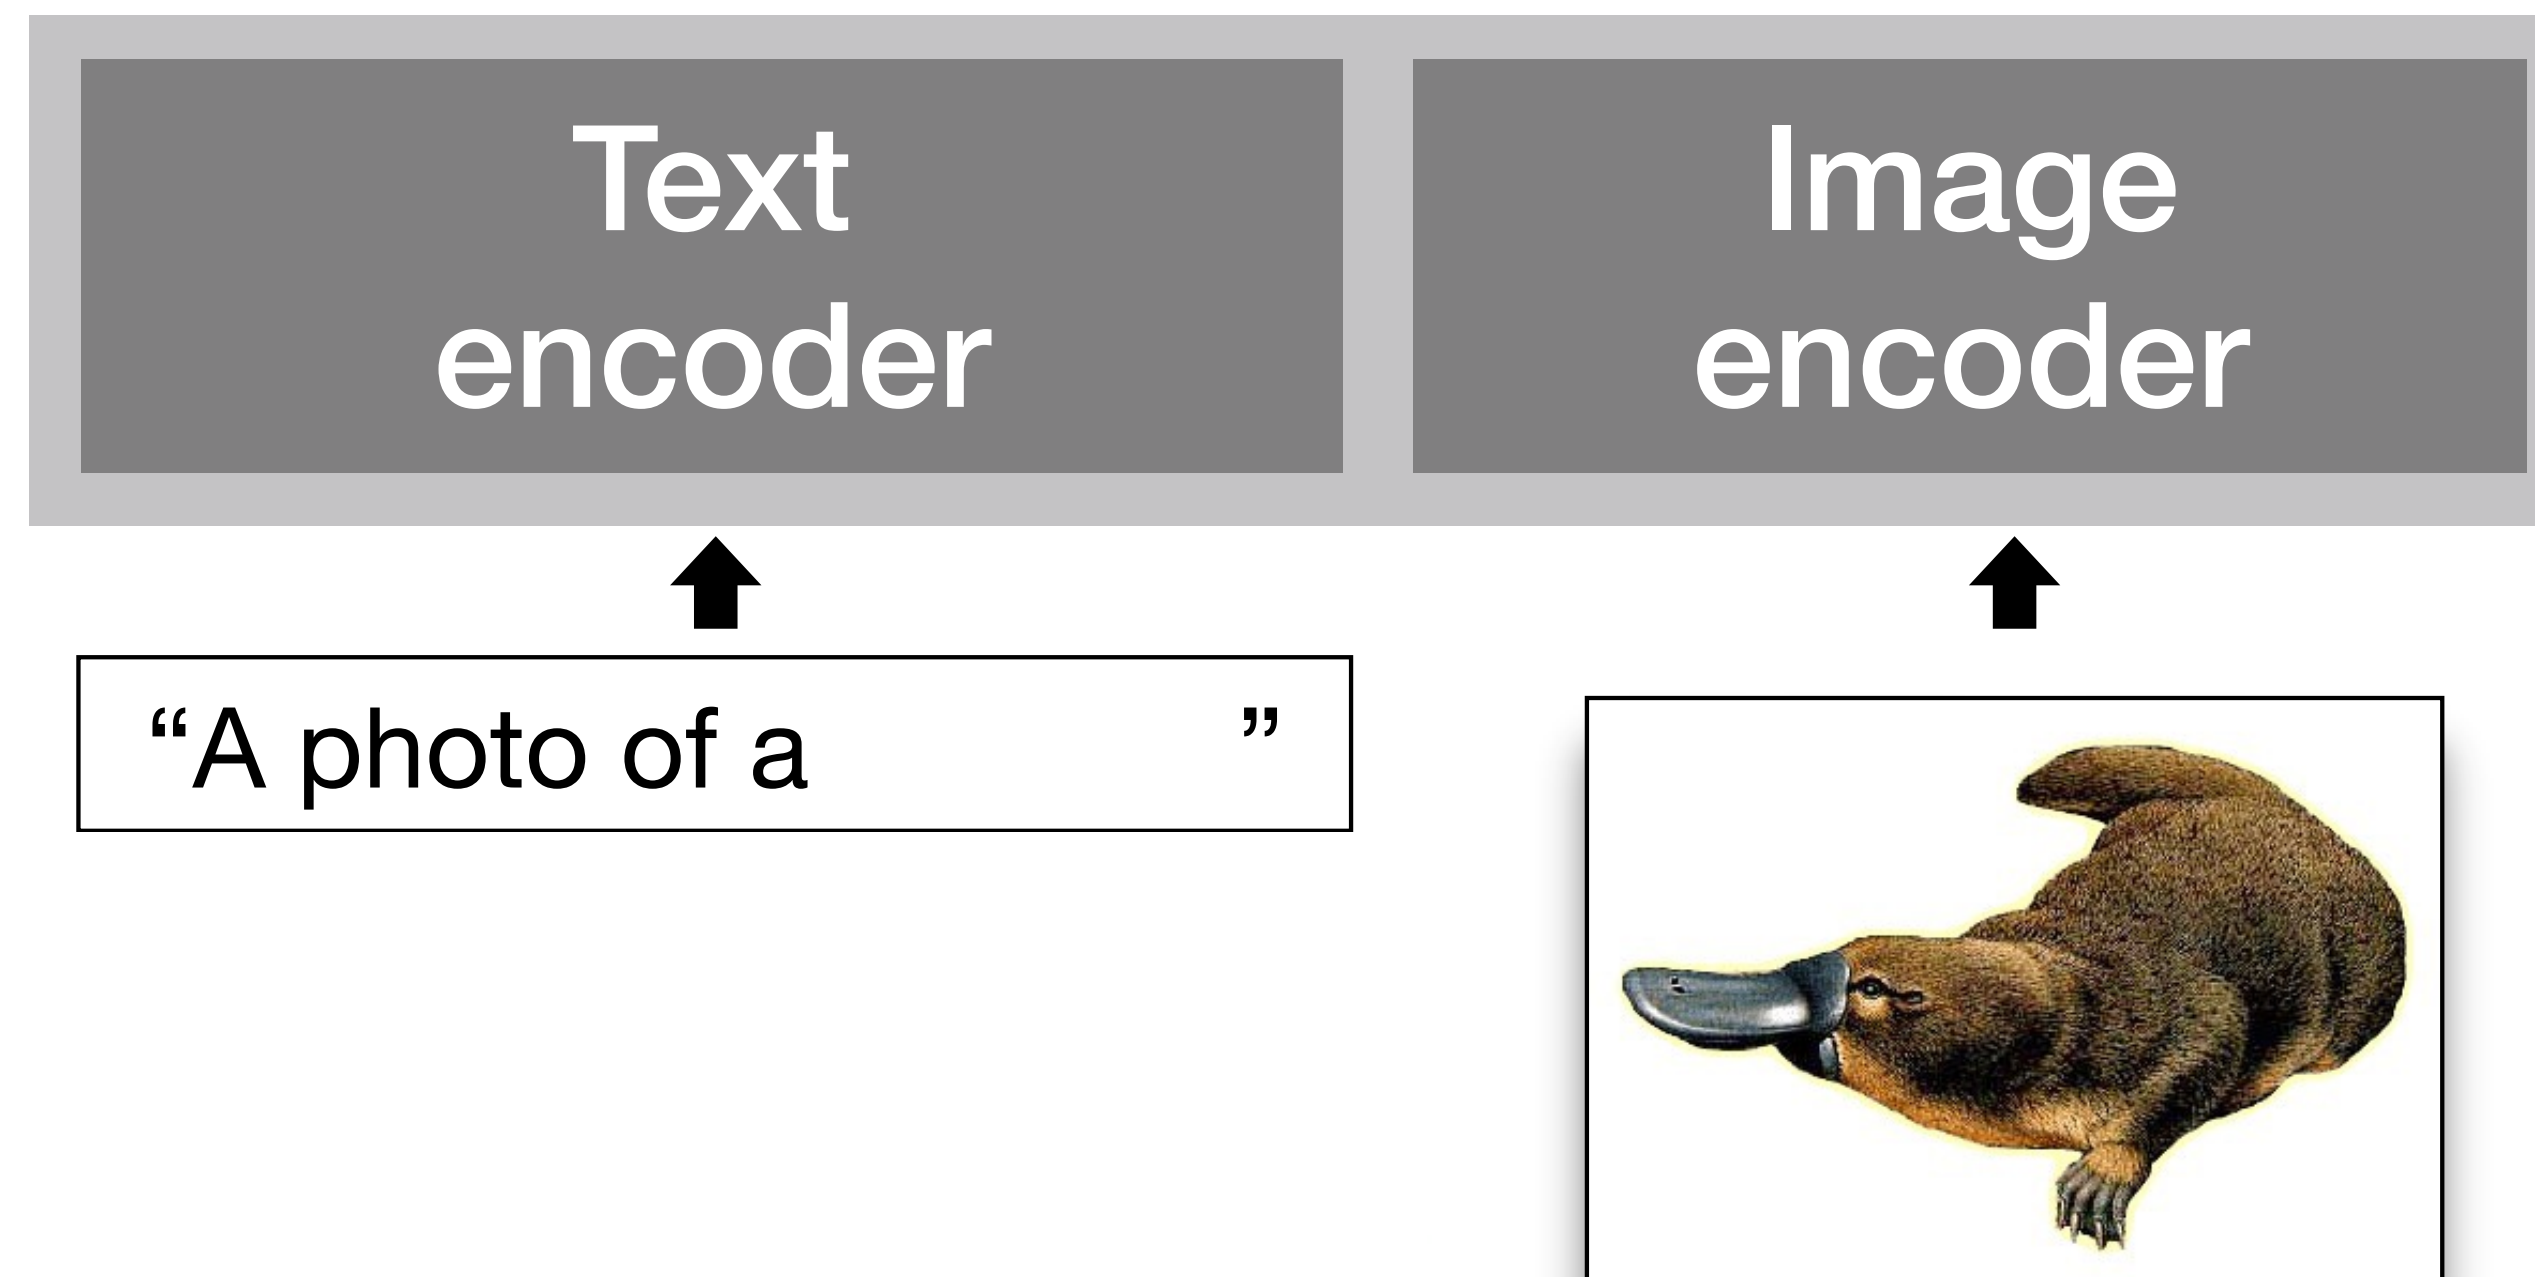 Text
encoder
Image
encoder
“A photo of a ”